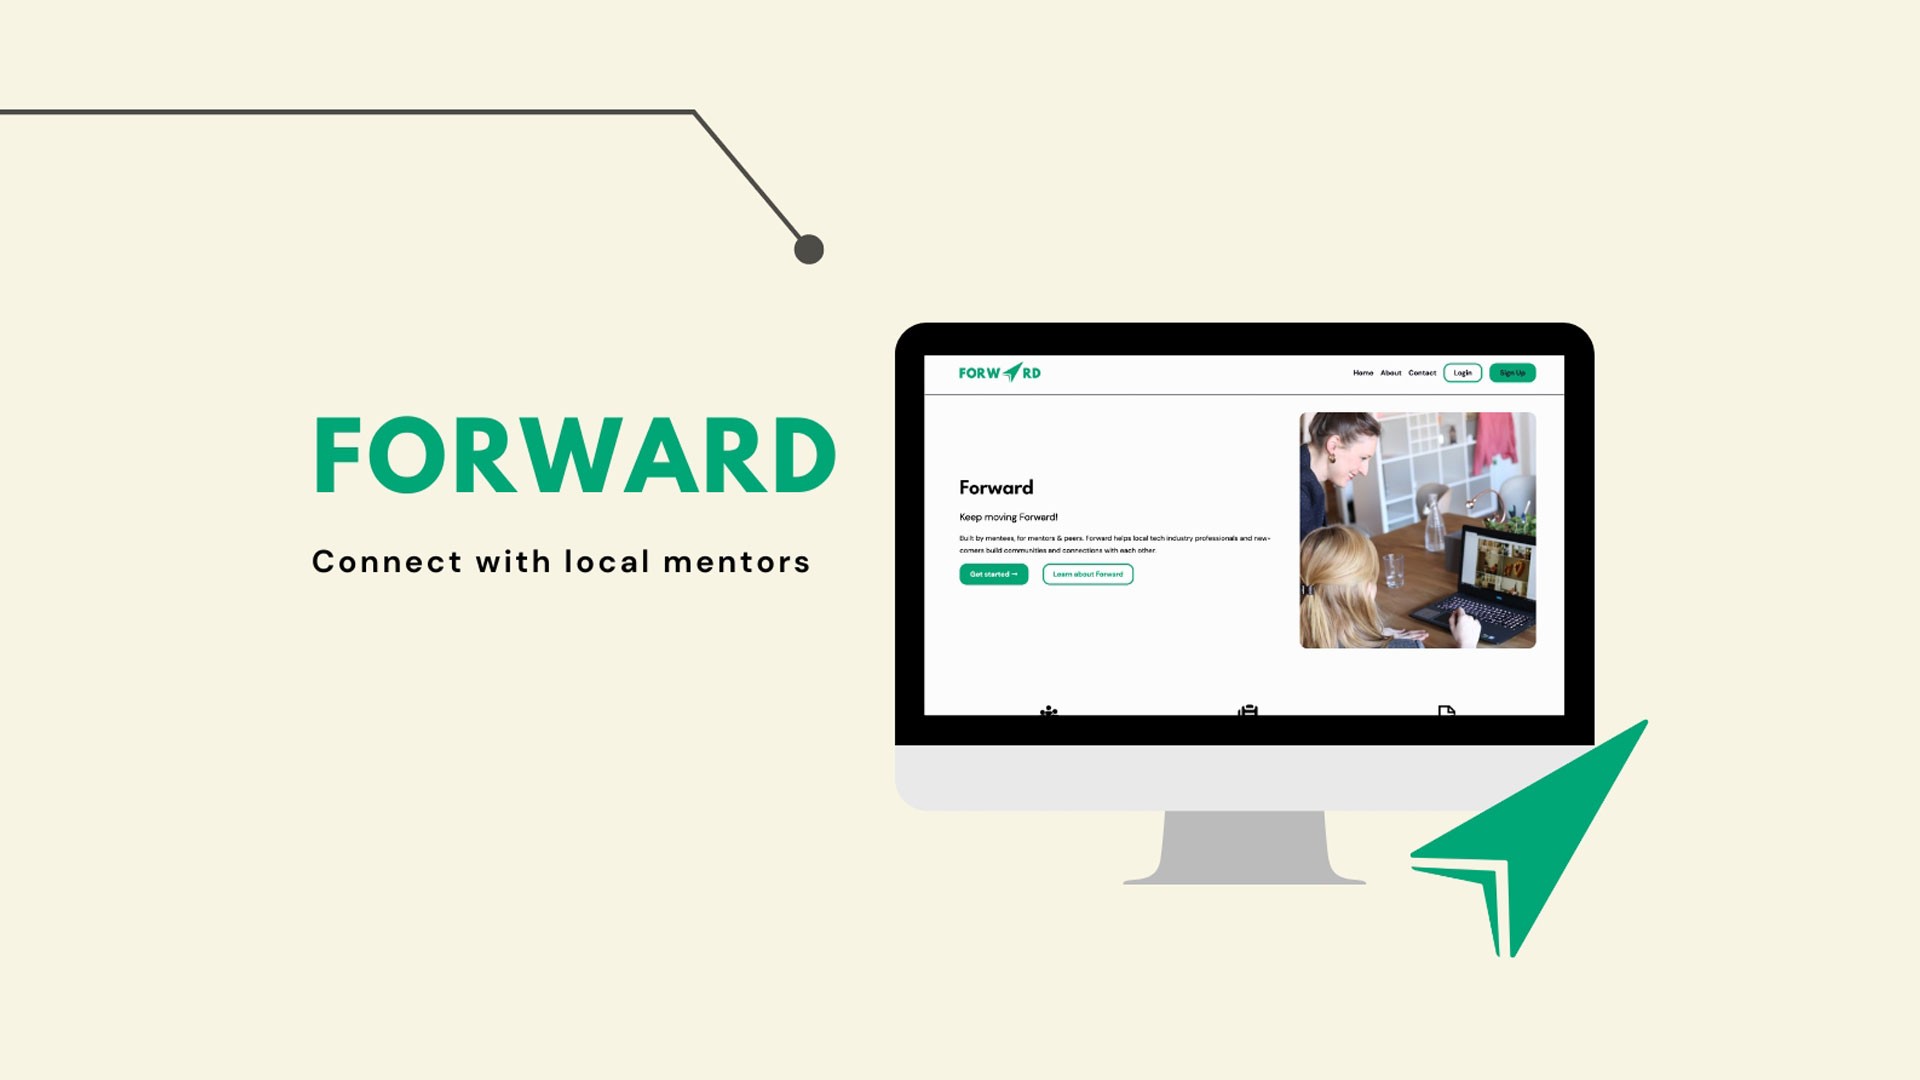 FORWARD
Connect with local mentors
FORW RD
Home About Contact Login Sign Up
Forward
Keep moving Forward!
Built by mentees, for mentors & peers. Forward helps local tech industry professionals and new-
comers build communities and connections with each other.
Get started → Learn about Forward